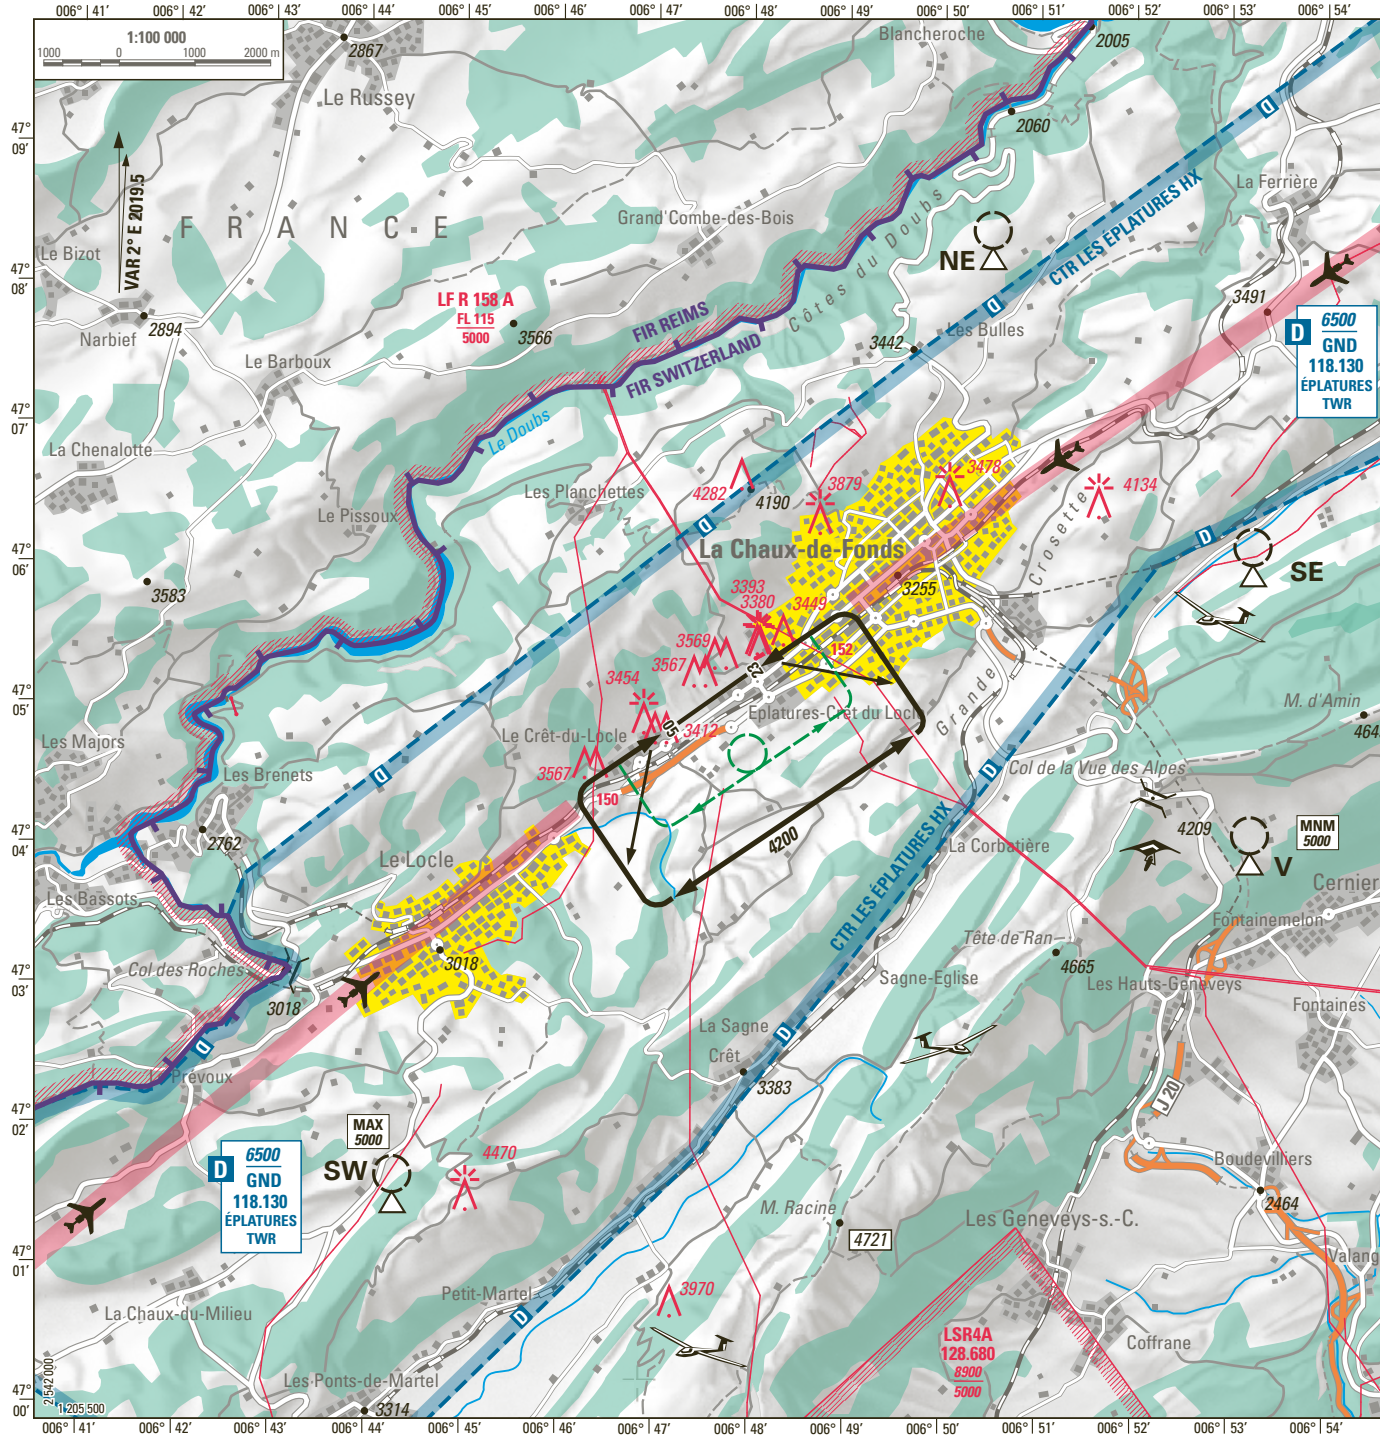 006° 41′
006° 42′
006° 43′
006° 44′
006° 45′
006° 46′
006° 47′
006° 48′
006° 49′
006° 50′
006° 51′
006° 52′
006° 53′
006° 54′
1:100 000
1000
0
1000
2000 m
2867
Le Russey
Blancheroche
2005
2060
D
47°
09′
VAR 2° E 2019.5
FRANCE
Grand'Combe-des-Bois
Côtes du Doubs
La Ferrière
CTR LES ÉPLATURES HX
NE
Le Bizot
47°
08′
LF R 158 A
FL 115
5000
3566
FIR REIMS
FIR SWITZERLAND
D
3491
2894
Narbief
Le Barboux
3442
Les Bulles
D
6500
GND
118.130
ÉPLATURES
TWR
47°
07′
Le Doubs
La Chenalotte
Les Planchettes
4282
4190
3879
3478
4134
Le Pissoux
D
D
La Chaux-de-Fonds
Crosette
47°
06′
SE
3583
3393
3380
3449
3255
3569
3567
152
23
3454
47°
05′
Eplatures-Crêt du Locle
Grande
M. d'Amin
464
Les Majors
Le Crêt-du-Locle
05
3412
3567
Les Brenets
D
150
D
Col de la Vue des Alpes
4209
MNM
5000
V
47°
04′
2762
Le Locle
4200
La Corbatière
CTR LES ÉPLATURES HX
Cernier
Les Bassots
Fontainemelon
Tête de Ran
4665
Col des Roches
3018
3018
47°
03′
Sagne-Eglise
Les Hauts-Geneveys
Fontaines
La Sagne
Crêt
D
D
3383
Le Prévoux
J 20
47°
02′
MAX
5000
SW
D
6500
GND
118.130
ÉPLATURES
TWR
4470
Boudevilliers
2464
M. Racine
4721
Les Geneveys-s.-C.
Valang
47°
01′
3970
Petit-Martel
D
La Chaux-du-Milieu
LSR4A
128.680
8900
5000
Coffrane
Les Ponts-de-Martel
3314
2 542 000
1 205 500
47°
00′
006° 41′
006° 42′
006° 43′
006° 44′
006° 45′
006° 46′
006° 47′
006° 48′
006° 49′
006° 50′
006° 51′
006° 52′
006° 53′
006° 54′